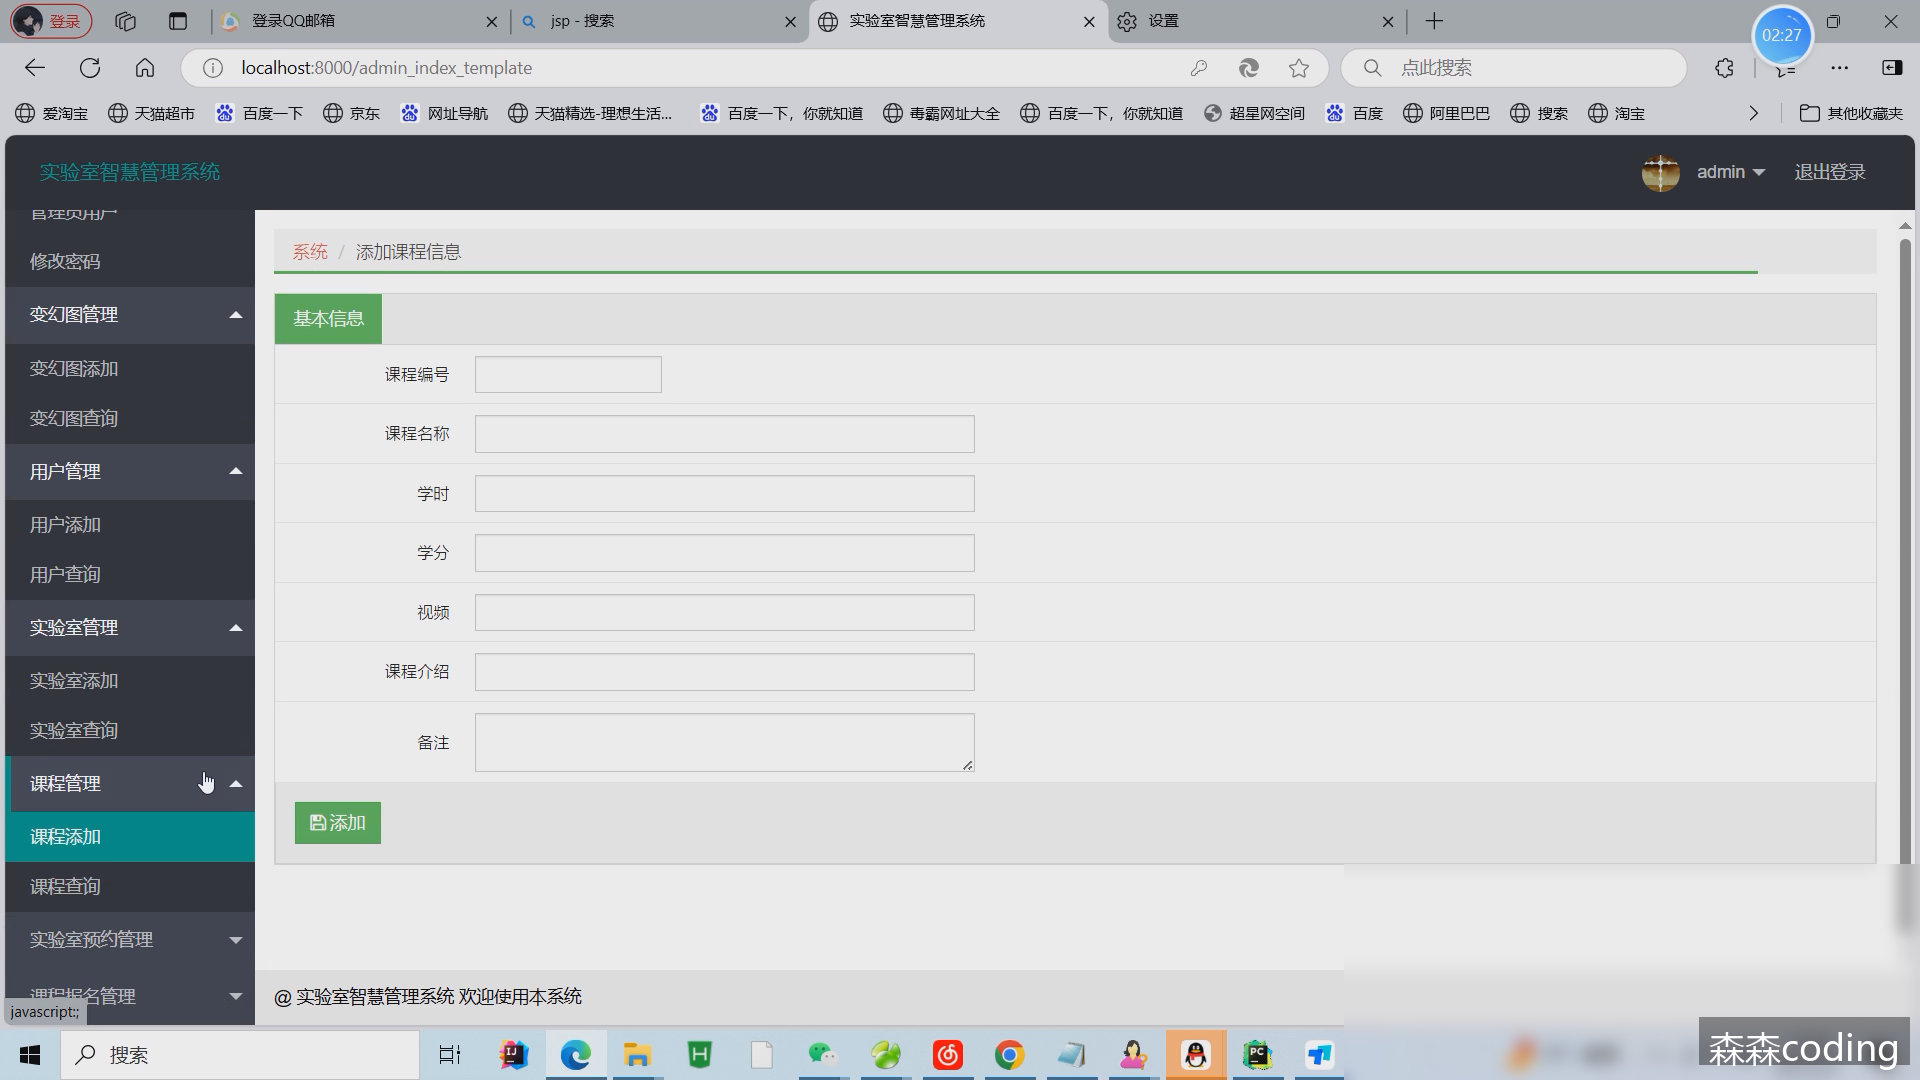 登录
登录QQ邮箱
jsp - 搜索
实验室智慧管理系统
设置
02:27
localhost:8000/admin_index_template
点此搜索
爱淘宝
天猫超市
百度一下
京东
网址导航
天猫精选-理想生活...
百度一下，你就知道
毒霸网址大全
百度一下，你就知道
超星网空间
百度
阿里巴巴
搜索
淘宝
其他收藏夹
实验室智慧管理系统
admin
退出登录
管理员用户
修改密码
变幻图管理
变幻图添加
变幻图查询
用户管理
用户添加
用户查询
实验室管理
实验室添加
实验室查询
课程管理
课程添加
课程查询
实验室预约管理
课程报名管理
javascript:;
系统 / 添加课程信息
基本信息
课程编号
课程名称
学时
学分
视频
课程介绍
备注
添加
@ 实验室智慧管理系统 欢迎使用本系统
搜索
森森coding